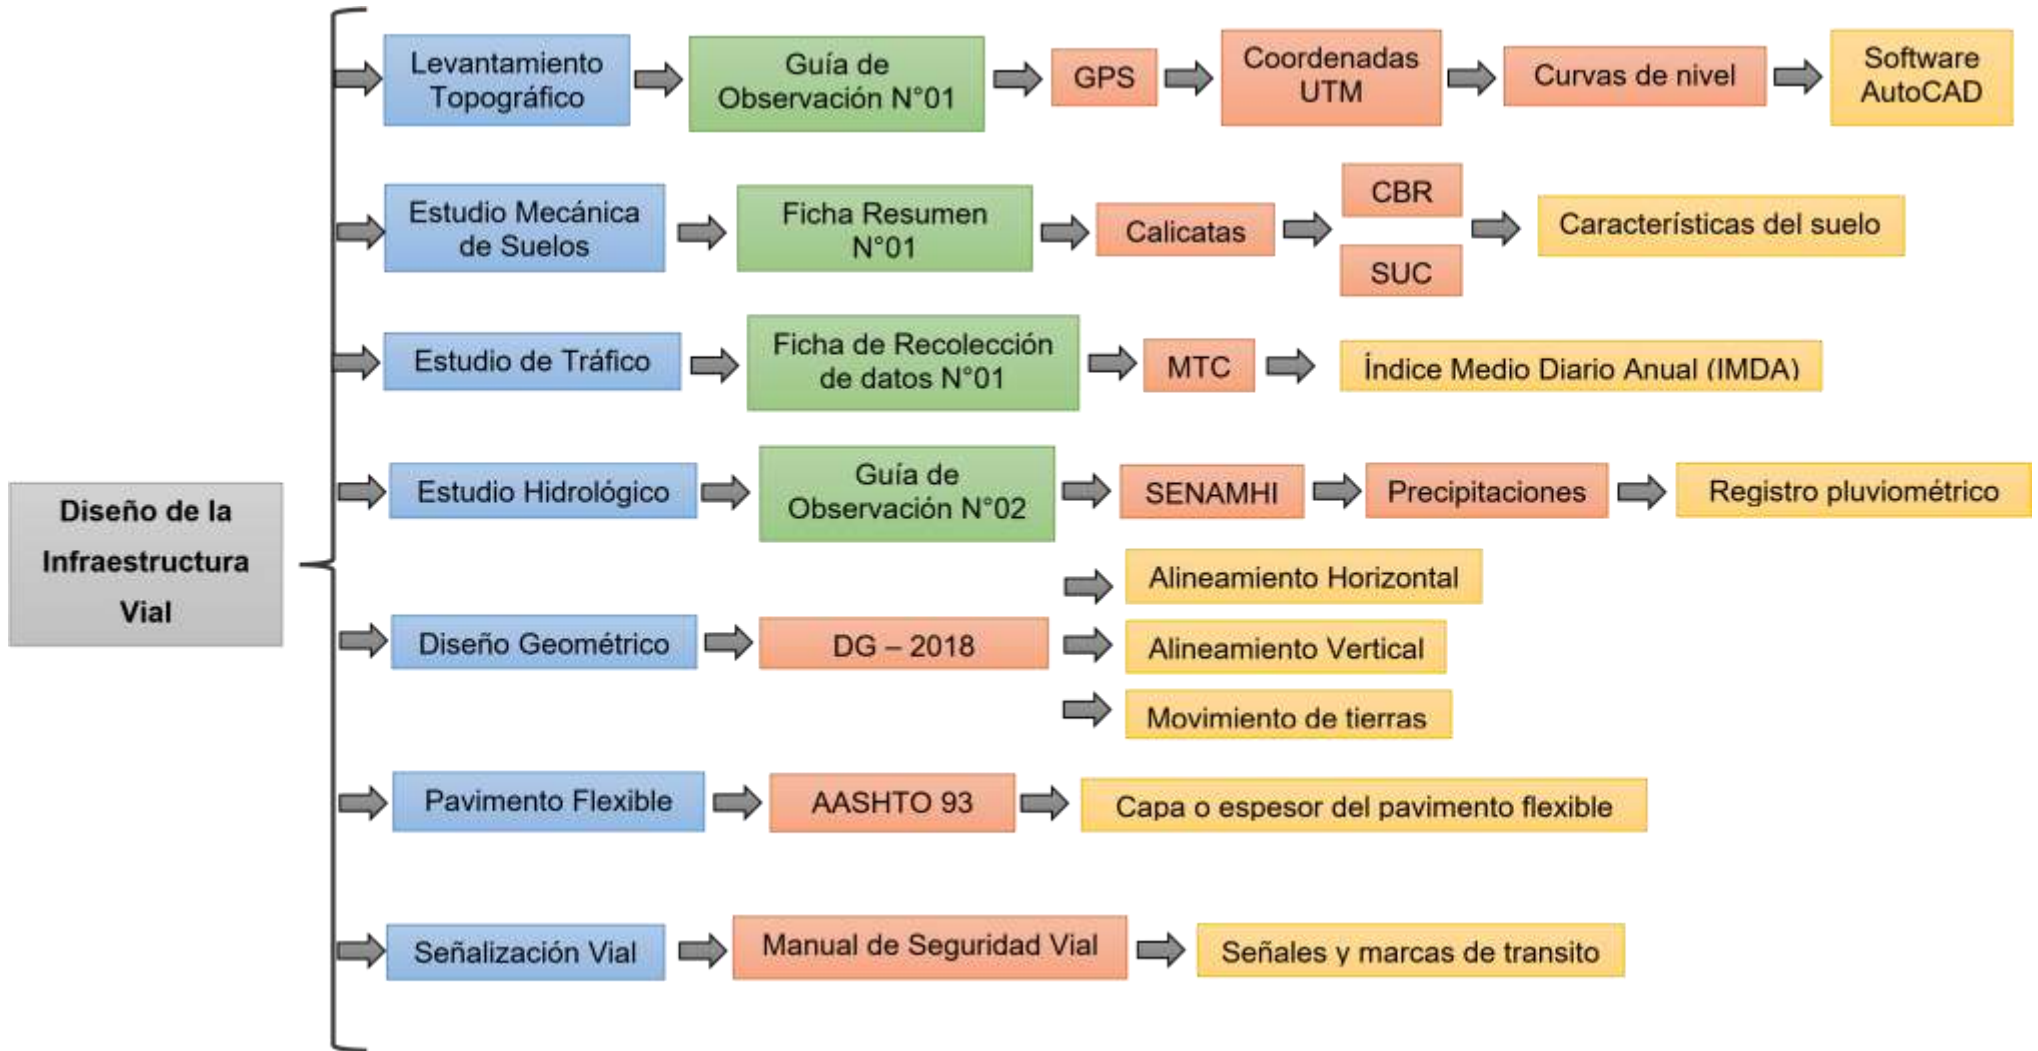 Levantamiento
Topográfico
Guía de
Observación N°01
GPS
Coordenadas
UTM
Curvas de nivel
Software
AutoCAD
Estudio Mecánica
de Suelos
Ficha Resumen
N°01
Calicatas
CBR
SUC
Características del suelo
Estudio de Tráfico
Ficha de Recolección
de datos N°01
MTC
Índice Medio Diario Anual (IMDA)
Diseño de la
Infraestructura
Vial
Estudio Hidrológico
Guía de
Observación N°02
SENAMHI
Precipitaciones
Registro pluviométrico
Diseño Geométrico
DG – 2018
Alineamiento Horizontal
Alineamiento Vertical
Movimiento de tierras
Pavimento Flexible
AASHTO 93
Capa o espesor del pavimento flexible
Señalización Vial
Manual de Seguridad Vial
Señales y marcas de transito